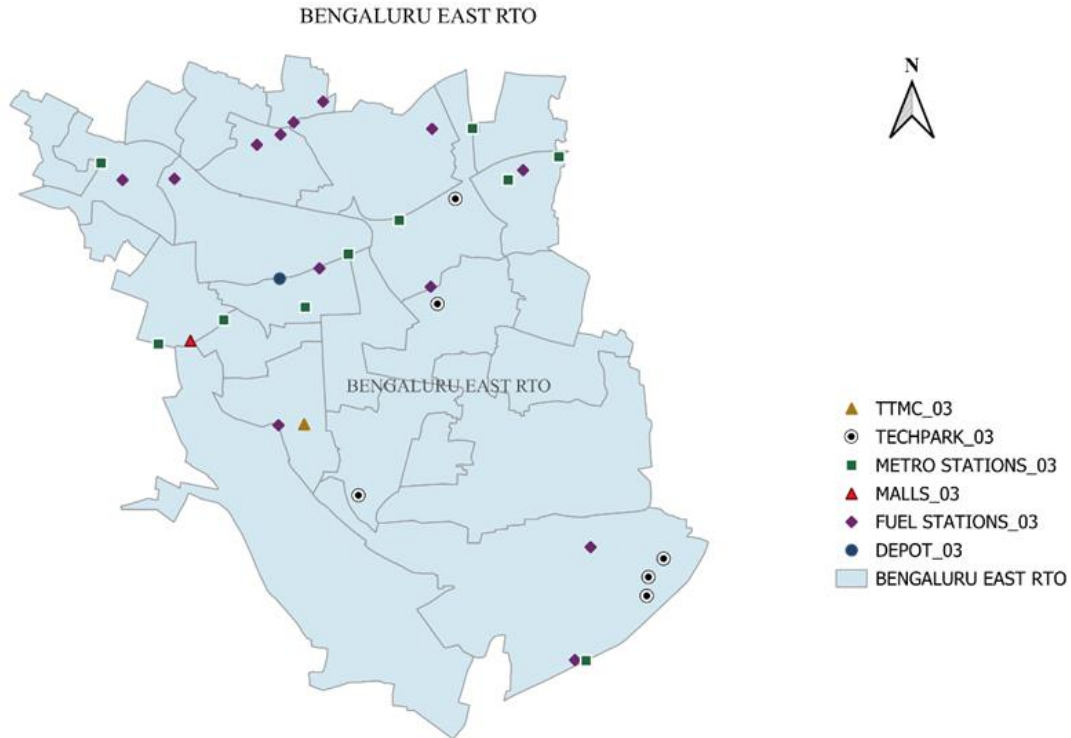 BENGALURU EAST RTO
N
BENGALURU EAST RTO
TTMC_03
TECHPARK_03
METRO STATIONS_03
MALLS_03
FUEL STATIONS_03
DEPOT_03
BENGALURU EAST RTO